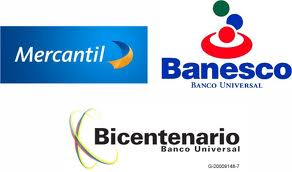 Mercantil
Banesco
BANCO UNIVERSAL
Bicentenario
Banco Universal
G-20009148-7